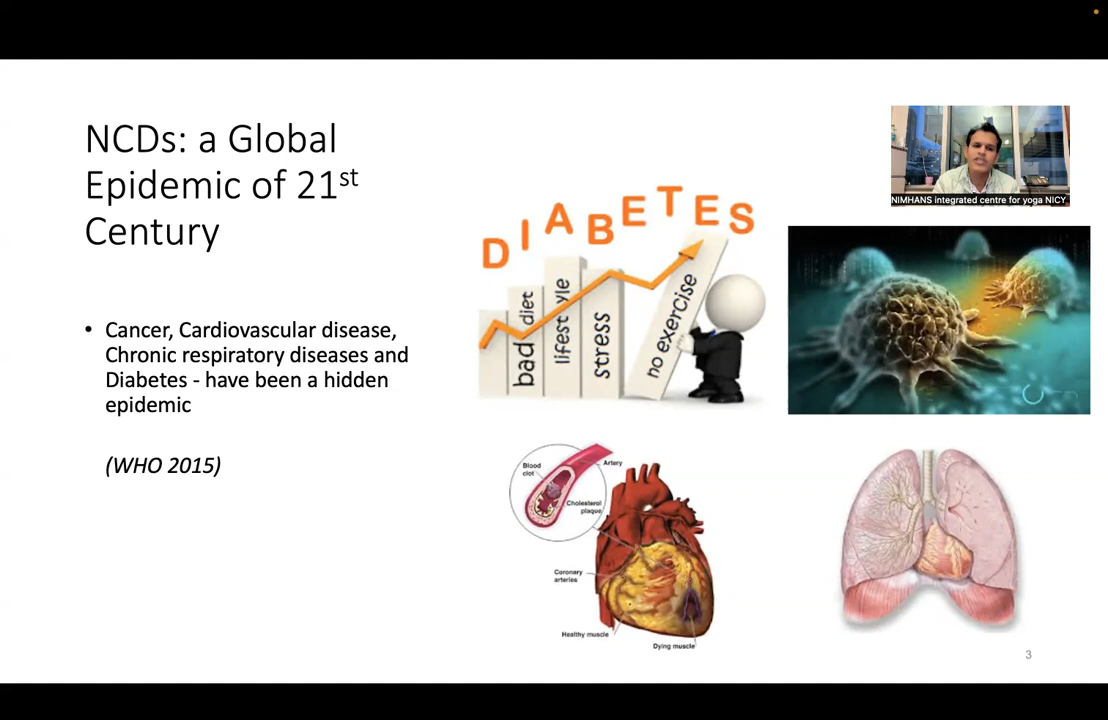 NCDs: a Global
Epidemic of 21st
Century
• Cancer, Cardiovascular disease,
Chronic respiratory diseases and
Diabetes - have been a hidden
epidemic
(WHO 2015)
DIABETES
bad diet
lifestyle
stress
no exercise
NIMHANS integrated centre for yoga NICY
Blood
clot
Artery
Cholesterol
plaque
Coronary
arteries
Healthy muscle
Dying muscle
3